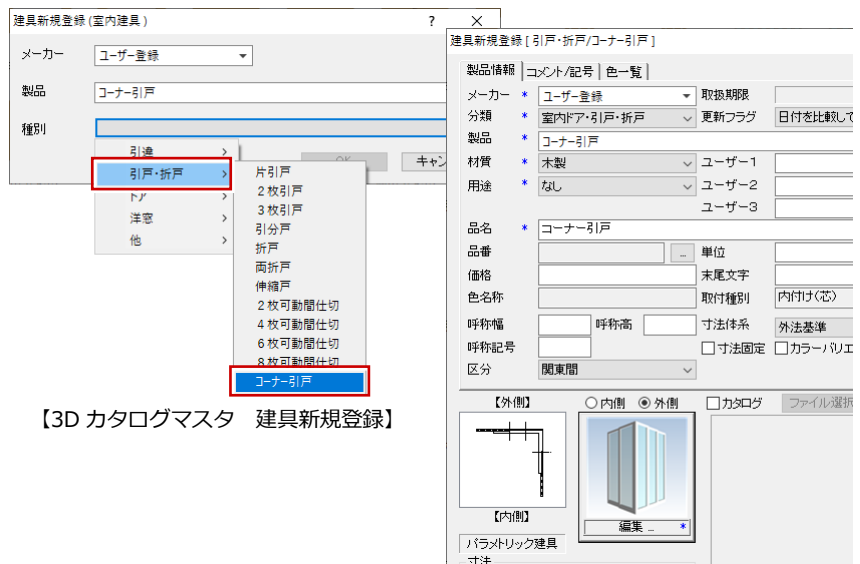 建具新規登録 (室内建具)
? ×
メーカー ユーザー登録
製品 コーナー引戸
種別
引違 >
引戸・折戸 >
ドア >
洋窓 >
他 >
OK
片引戸
2枚引戸
3枚引戸
引分戸
折戸
両折戸
伸縮戸
2枚可動間仕切
4枚可動間仕切
6枚可動間仕切
8枚可動間仕切
コーナー引戸
【3D カタログマスタ 建具新規登録】
建具新規登録 [ 引戸・折戸/コーナー引戸 ]
製品情報 コメント/記号 色一覧
メーカー * ユーザー登録 取扱期限
分類 * 室内ドア・引戸・折戸 更新フラグ 日付を比較して
製品 * コーナー引戸
材質 * 木製 ユーザー1
用途 * なし ユーザー2
ユーザー3
品名 * コーナー引戸
品番 ... 単位
価格 末尾文字
色名称 取付種別 内付け(芯)
呼称幅 呼称高 寸法体系 外法基準
呼称記号 寸法固定 カラーバリエ
区分 関東間
【外側】 内側 外側 カタログ ファイル選択
【内側】
編集 ... *
パラメトリック建具
寸法